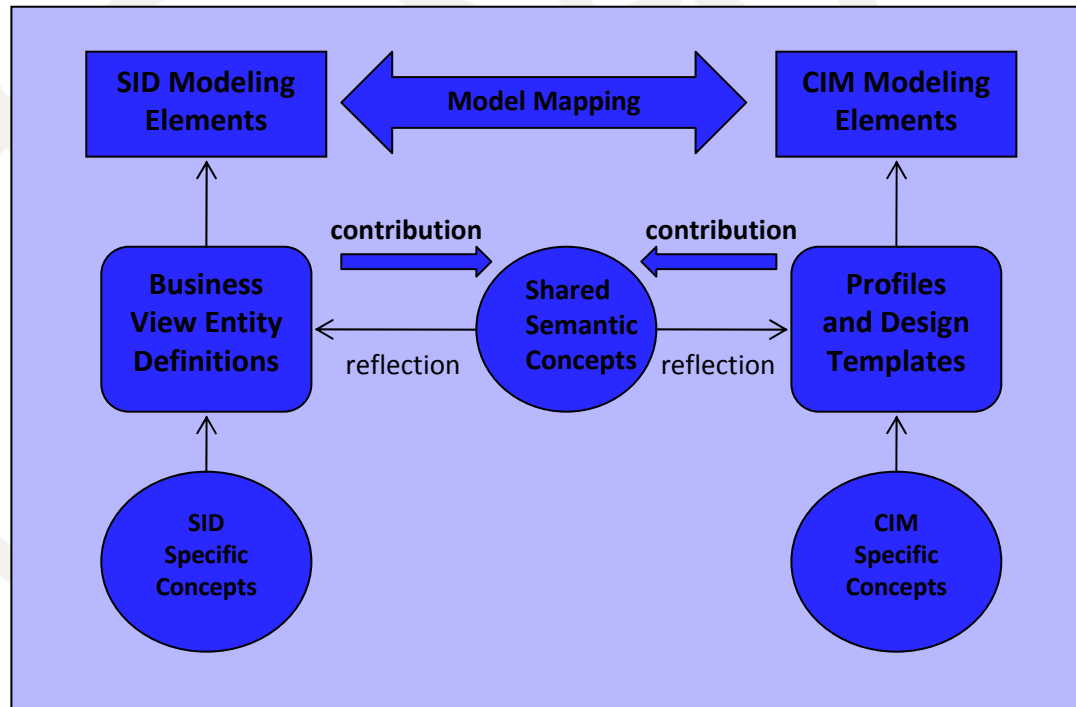 SID Modeling
Elements
Model Mapping
CIM Modeling
Elements
contribution
contribution
Business
View Entity
Definitions
Shared
Semantic
Concepts
Profiles
and Design
Templates
reflection
reflection
SID
Specific
Concepts
CIM
Specific
Concepts